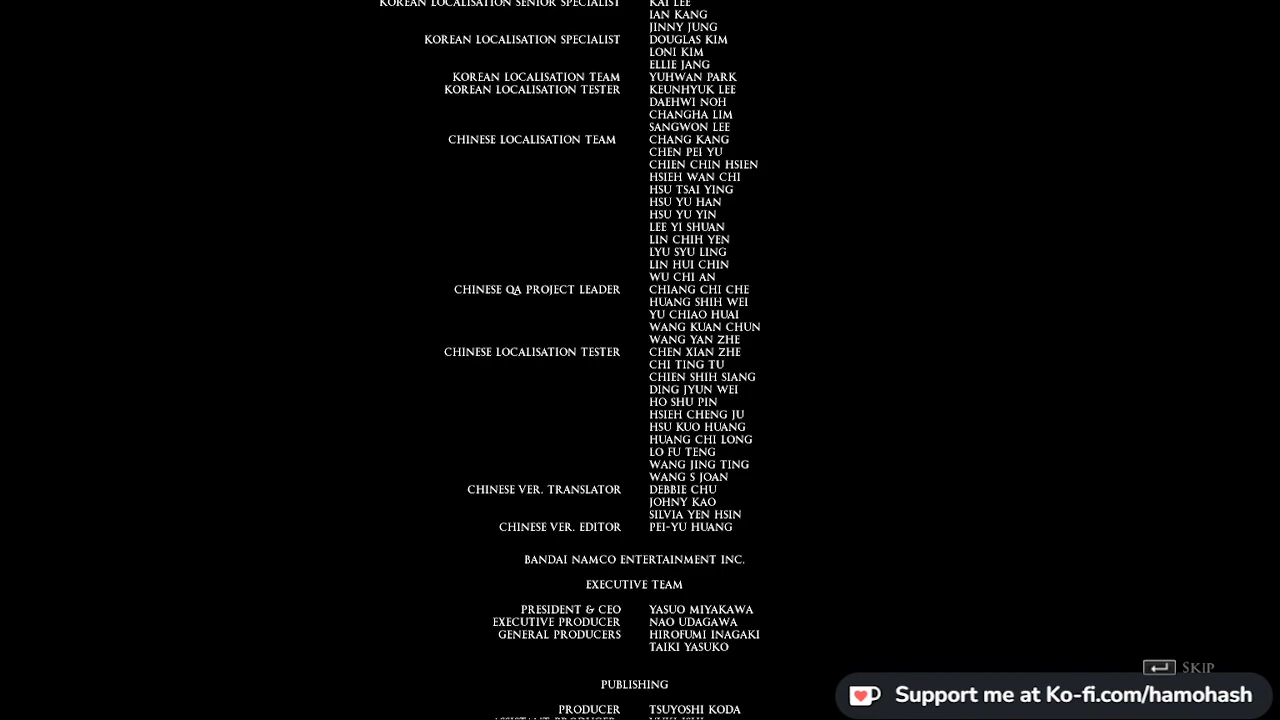 KOREAN LOCALISATION SENIOR SPECIALIST KAI LEE
IAN KANG
JINNY JUNG
KOREAN LOCALISATION SPECIALIST DOUGLAS KIM
LONI KIM
ELLIE JANG
KOREAN LOCALISATION TEAM YUHWAN PARK
KOREAN LOCALISATION TESTER KEUNHYUK LEE
DAEHWI NOH
CHANGHA LIM
SANGWON LEE
CHINESE LOCALISATION TEAM CHANG KANG
CHEN PEI YU
CHIEN CHIN HSIEN
HSIEH WAN CHI
HSU TSAI YING
HSU YU HAN
HSU YU YIN
LEE YI SHUAN
LIN CHIH YEN
LYU SYU LING
LIN HUI CHIN
WU CHI AN
CHINESE QA PROJECT LEADER CHIANG CHI CHE
HUANG SHIH WEI
YU CHIAO HUAI
WANG KUAN CHUN
WANG YAN ZHE
CHINESE LOCALISATION TESTER CHEN XIAN ZHE
CHI TING TU
CHIEN SHIH SIANG
DING JYUN WEI
HO SHU PIN
HSIEH CHENG JU
HSU KUO HUANG
HUANG CHI LONG
LO FU TENG
WANG JING TING
WANG S JOAN
CHINESE VER. TRANSLATOR DEBBIE CHU
JOHNY KAO
SILVIA YEN HSIN
CHINESE VER. EDITOR PEI-YU HUANG
BANDAI NAMCO ENTERTAINMENT INC.
EXECUTIVE TEAM
PRESIDENT & CEO YASUO MIYAKAWA
EXECUTIVE PRODUCER NAO UDAGAWA
GENERAL PRODUCERS HIROFUMI INAGAKI
TAIKI YASUKO
SKIP
PUBLISHING
Support me at Ko-fi.com/hamohash
PRODUCER TSUYOSHI KODA